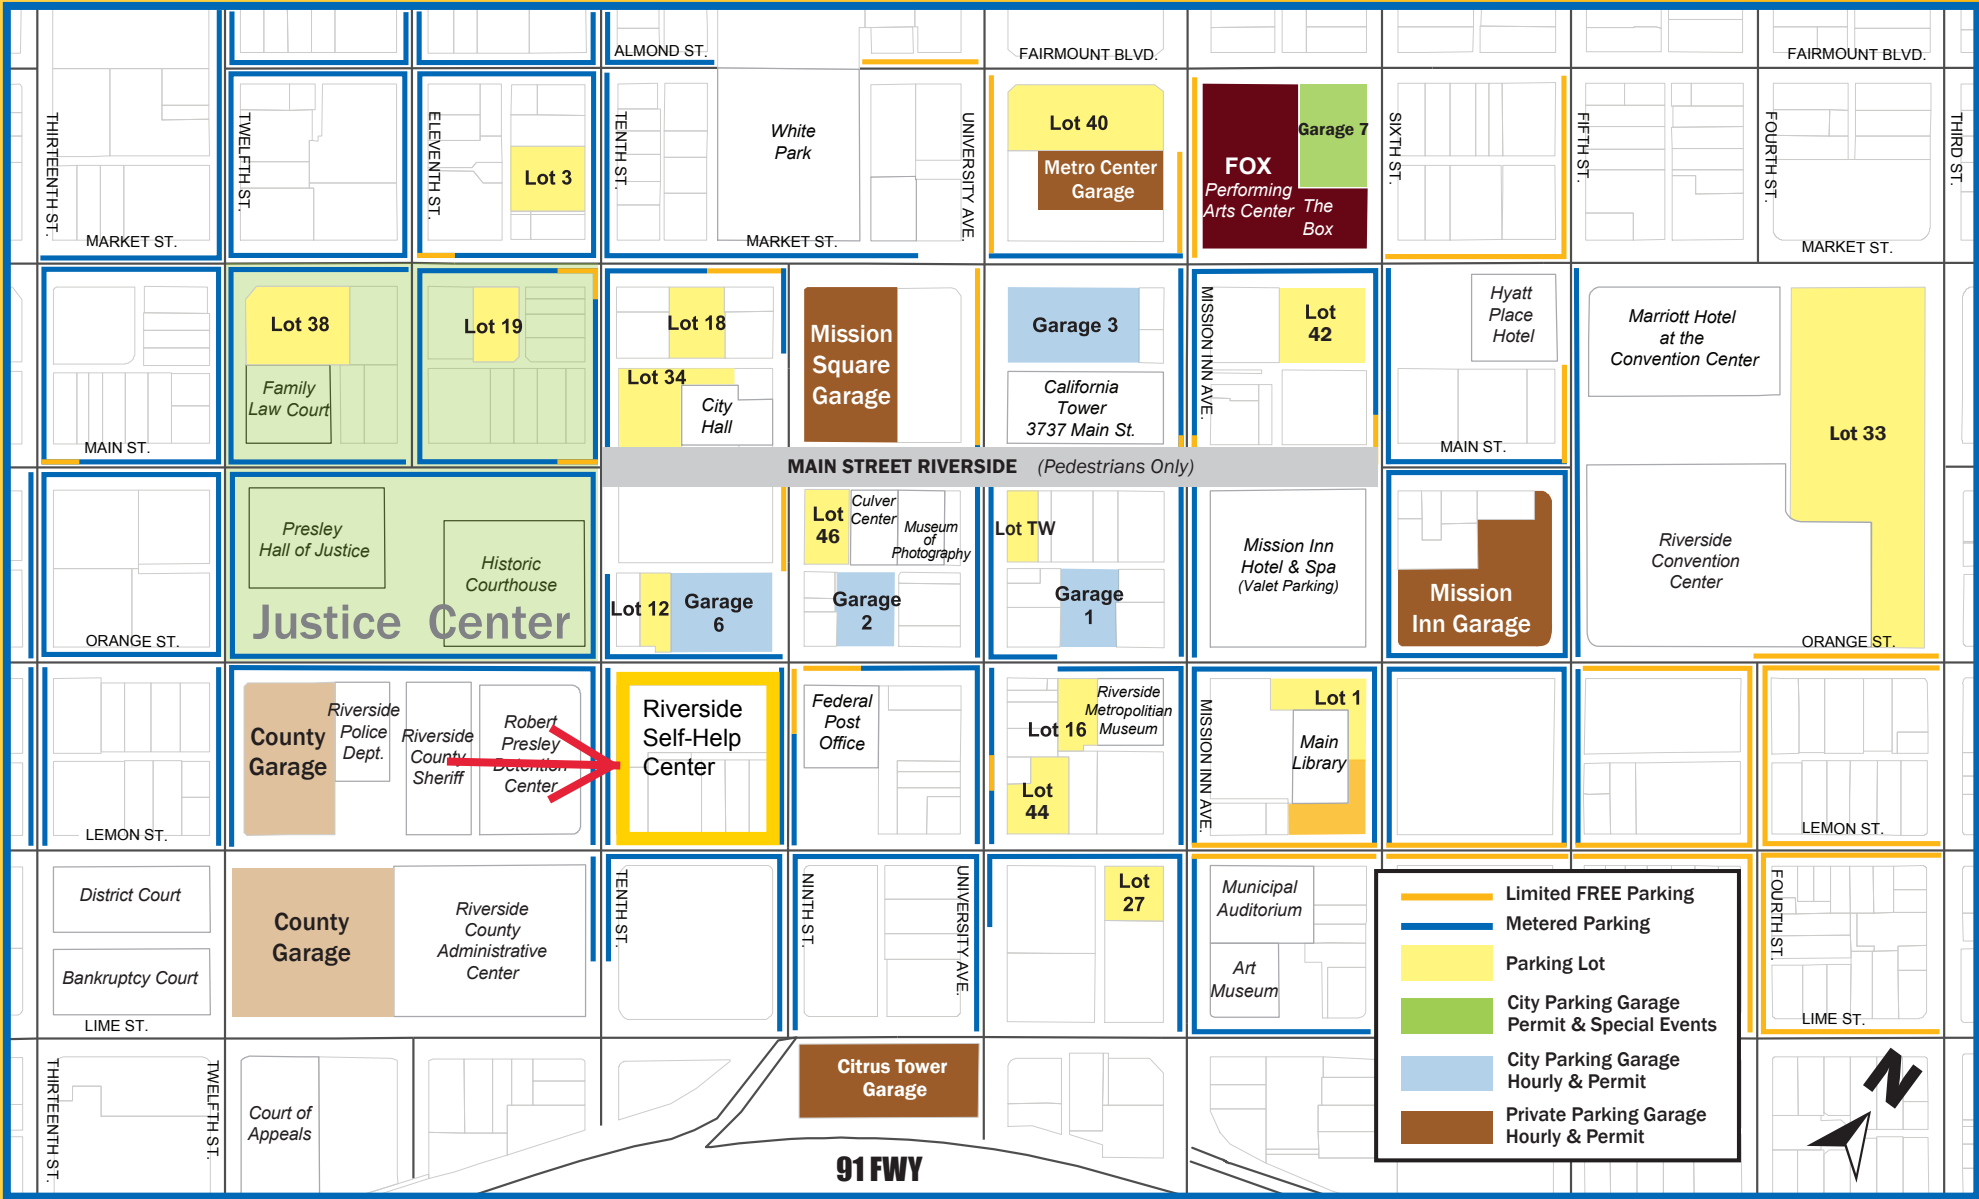 ALMOND ST.
FAIRMOUNT BLVD.
FAIRMOUNT BLVD.
THIRTEENTH ST.
TWELFTH ST.
ELEVENTH ST.
TENTH ST.
UNIVERSITY AVE.
SIXTH ST.
FIFTH ST.
FOURTH ST.
THIRD ST.
Lot 3
White
Park
Lot 40
Metro Center
Garage
FOX
Performing
Arts Center
Garage 7
The
Box
MARKET ST.
MARKET ST.
MARKET ST.
Lot 38
Family
Law Court
Lot 19
Lot 18
Lot 34
City
Hall
Mission
Square
Garage
Garage 3
California
Tower
3737 Main St.
MISSION INN AVE.
Lot
42
Hyatt
Place
Hotel
Marriott Hotel
at the
Convention Center
Lot 33
MAIN ST.
MAIN ST.
MAIN STREET RIVERSIDE (Pedestrians Only)
Presley
Hall of Justice
Historic
Courthouse
Justice Center
Lot 12
Garage
6
Lot
46
Culver
Center
Museum
of
Photography
Garage
2
Lot TW
Garage
1
Mission Inn
Hotel & Spa
(Valet Parking)
Mission
Inn Garage
Riverside
Convention
Center
ORANGE ST.
ORANGE ST.
County
Garage
Riverside
Police
Dept.
Riverside
County
Sheriff
Robert
Presley
Detention
Center
Riverside
Self-Help
Center
Federal
Post
Office
Lot 16
Riverside
Metropolitian
Museum
Lot
44
MISSION INN AVE.
Lot 1
Main
Library
LEMON ST.
LEMON ST.
District Court
Bankruptcy Court
County
Garage
Riverside
County
Administrative
Center
TENTH ST.
NINTH ST.
UNIVERSITY AVE.
Lot
27
Municipal
Auditorium
Art
Museum
FOURTH ST.
LIME ST.
LIME ST.
Limited FREE Parking
Metered Parking
Parking Lot
City Parking Garage
Permit & Special Events
City Parking Garage
Hourly & Permit
Private Parking Garage
Hourly & Permit
THIRTEENTH ST.
TWELFTH ST.
Court of
Appeals
Citrus Tower
Garage
91 FWY
N